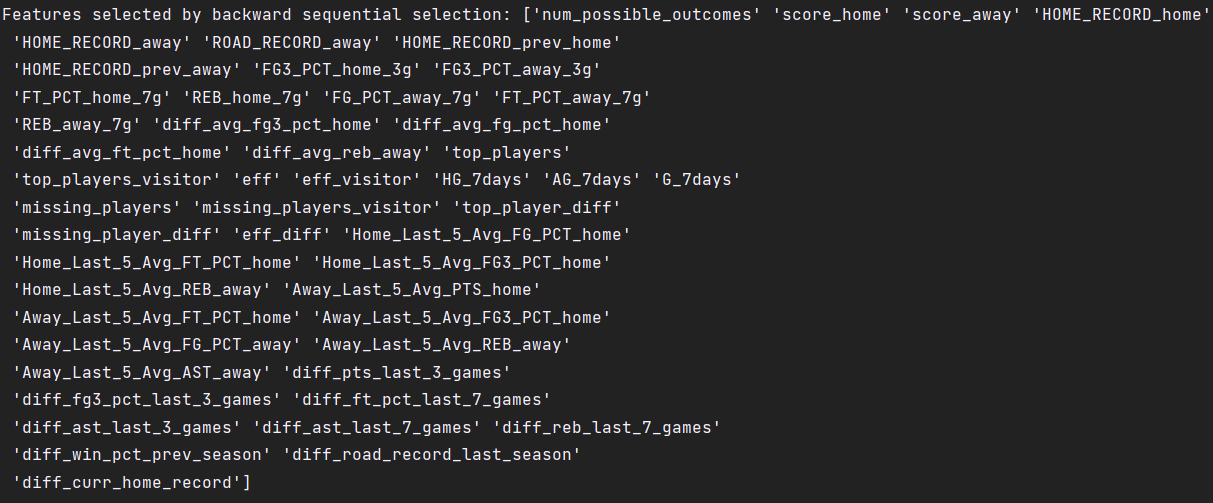 Features selected by backward sequential selection: ['num_possible_outcomes' 'score_home' 'score_away' 'HOME_RECORD_home'
'HOME_RECORD_away' 'ROAD_RECORD_away' 'HOME_RECORD_prev_home'
'HOME_RECORD_prev_away' 'FG3_PCT_home_3g' 'FG3_PCT_away_3g'
'FT_PCT_home_7g' 'REB_home_7g' 'FG_PCT_away_7g' 'FT_PCT_away_7g'
'REB_away_7g' 'diff_avg_fg3_pct_home' 'diff_avg_fg_pct_home'
'diff_avg_ft_pct_home' 'diff_avg_reb_away' 'top_players'
'top_players_visitor' 'eff' 'eff_visitor' 'HG_7days' 'AG_7days' 'G_7days'
'missing_players' 'missing_players_visitor' 'top_player_diff'
'missing_player_diff' 'eff_diff' 'Home_Last_5_Avg_FG_PCT_home'
'Home_Last_5_Avg_FT_PCT_home' 'Home_Last_5_Avg_FG3_PCT_home'
'Home_Last_5_Avg_REB_away' 'Away_Last_5_Avg_PTS_home'
'Away_Last_5_Avg_FT_PCT_home' 'Away_Last_5_Avg_FG3_PCT_home'
'Away_Last_5_Avg_FG_PCT_away' 'Away_Last_5_Avg_REB_away'
'Away_Last_5_Avg_AST_away' 'diff_pts_last_3_games'
'diff_fg3_pct_last_3_games' 'diff_ft_pct_last_7_games'
'diff_ast_last_3_games' 'diff_ast_last_7_games' 'diff_reb_last_7_games'
'diff_win_pct_prev_season' 'diff_road_record_last_season'
'diff_curr_home_record']